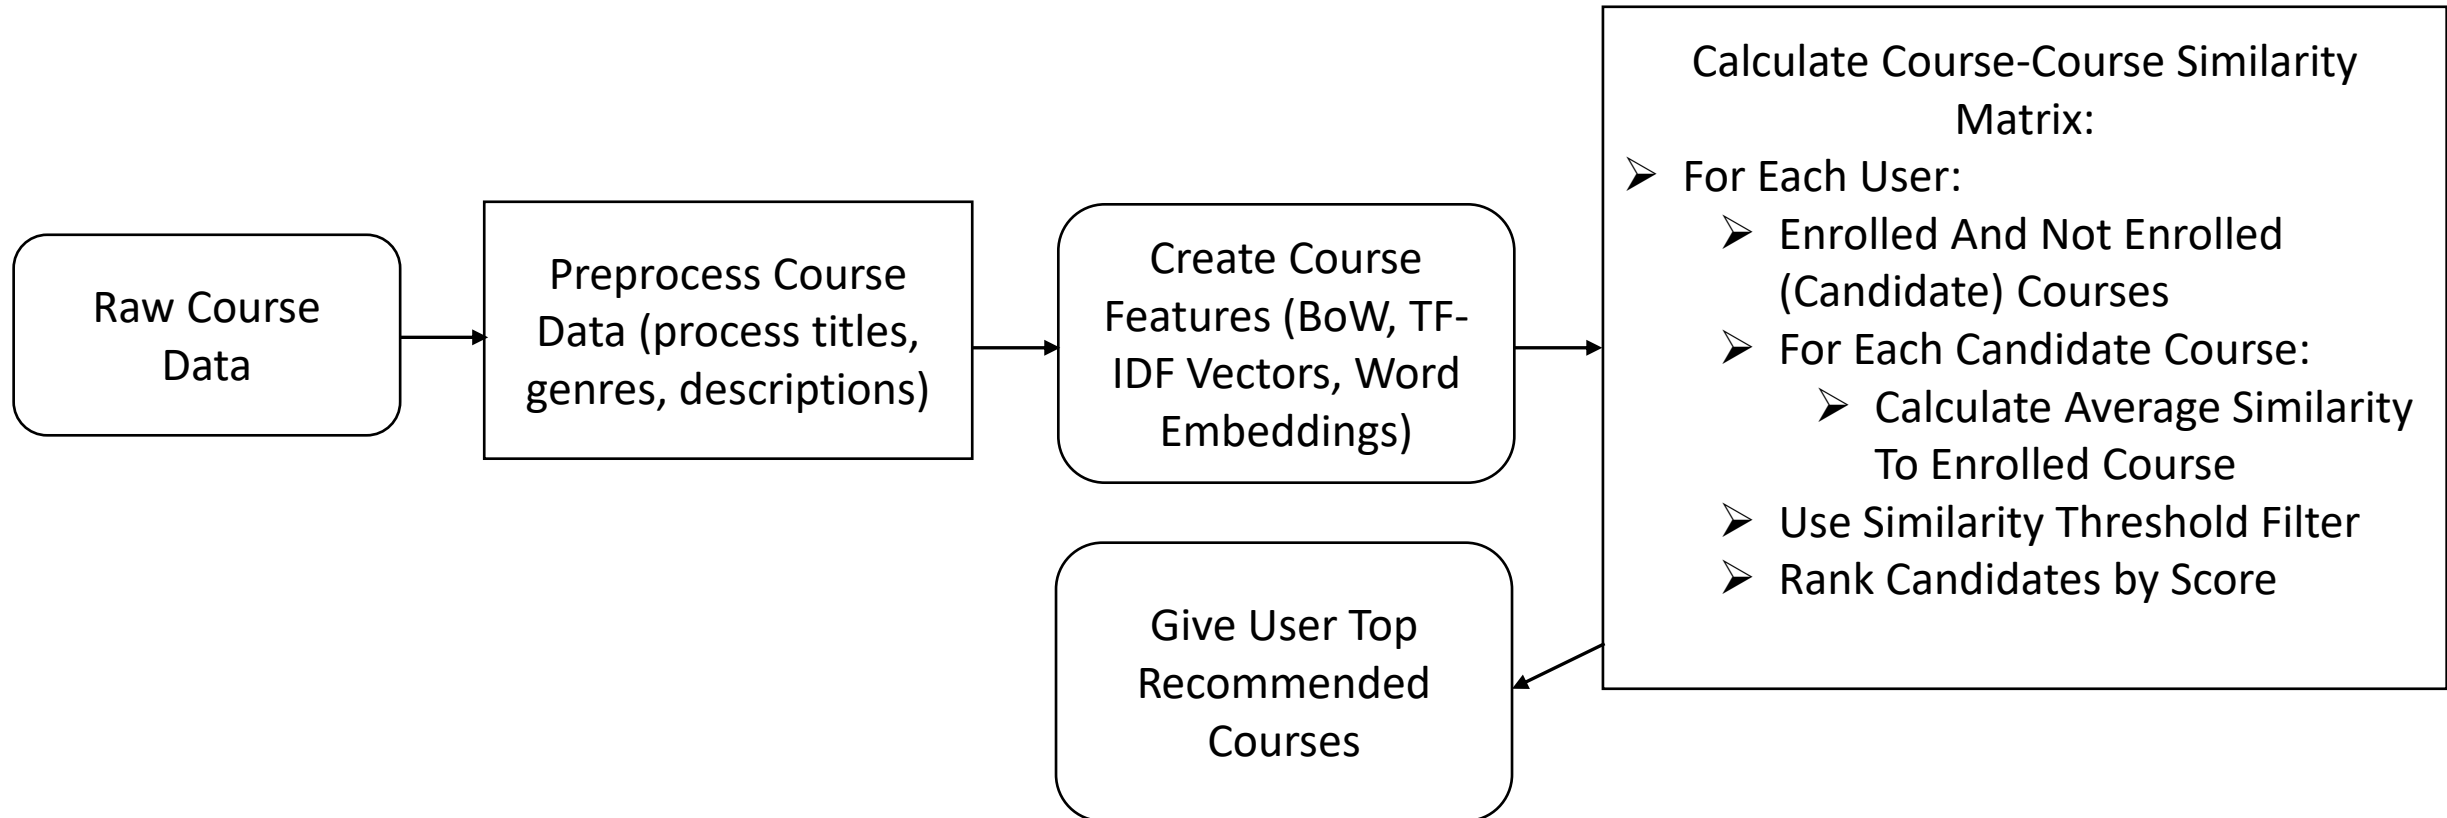 Raw Course
Data
Preprocess Course
Data (process titles,
genres, descriptions)
Create Course
Features (BoW, TF-
IDF Vectors, Word
Embeddings)
Calculate Course-Course Similarity
Matrix:
➢ For Each User:
➢ Enrolled And Not Enrolled
(Candidate) Courses
➢ For Each Candidate Course:
➢ Calculate Average Similarity
To Enrolled Course
➢ Use Similarity Threshold Filter
➢ Rank Candidates by Score
Give User Top
Recommended
Courses